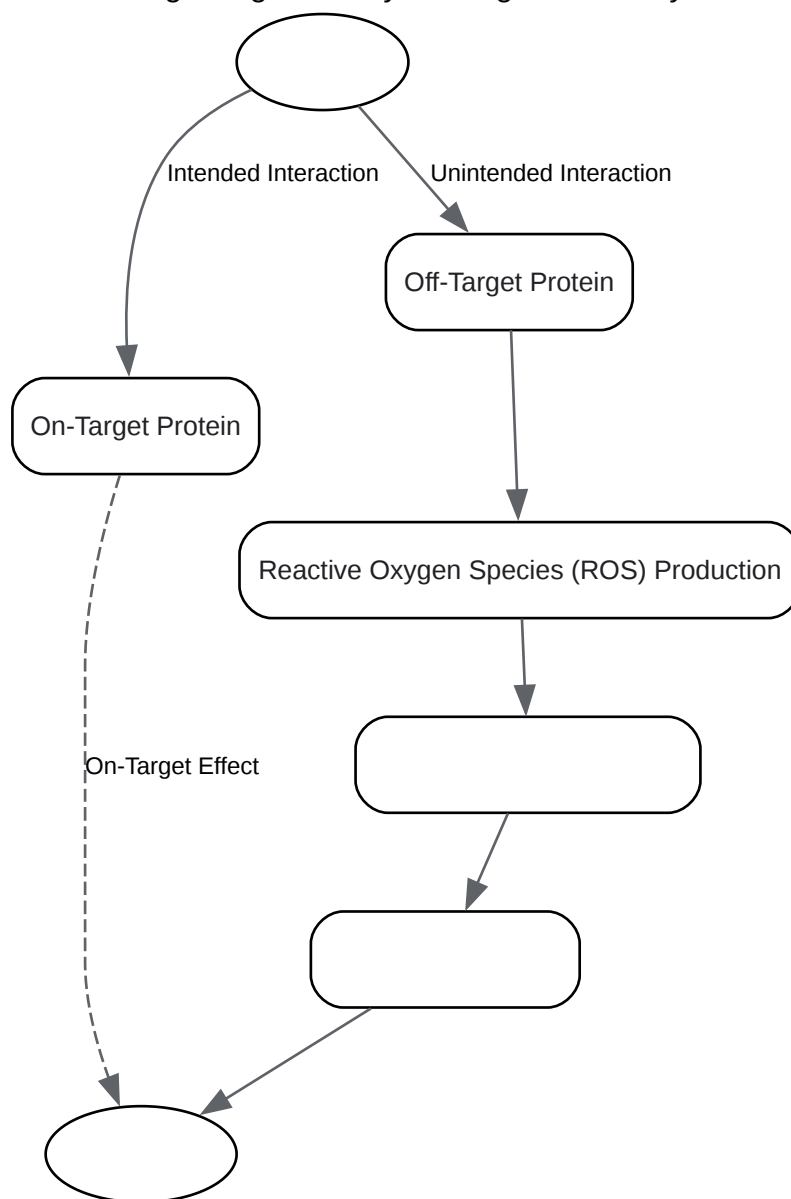 Intended Interaction
Unintended Interaction
Off-Target Protein
On-Target Protein
Reactive Oxygen Species (ROS) Production
On-Target Effect